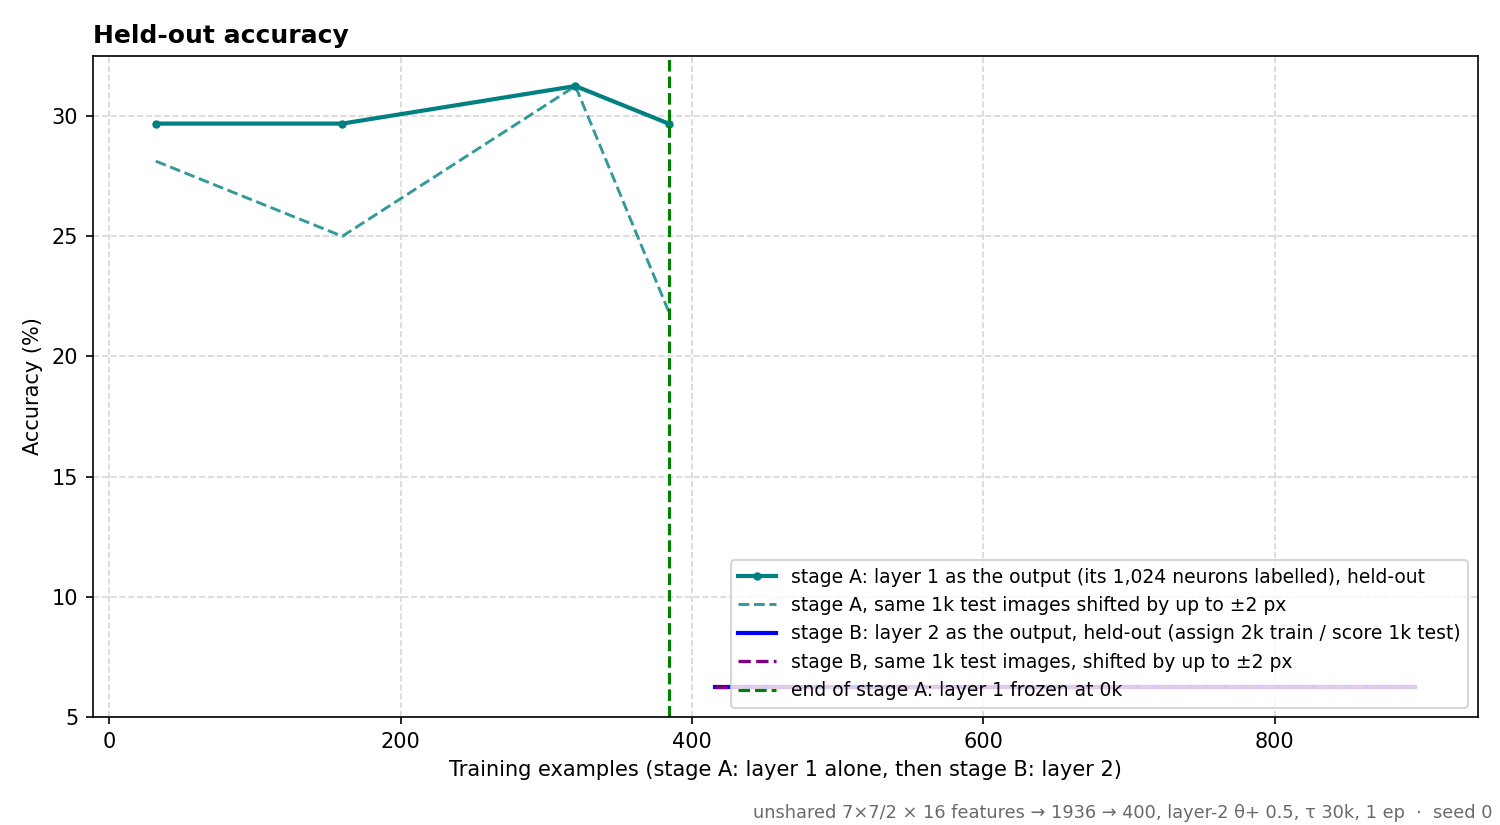 Held-out accuracy
Accuracy (%)
30
25
20
15
10
5
0
200
400
600
800
stage A: layer 1 as the output (its 1,024 neurons labelled), held-out
stage A, same 1k test images shifted by up to ±2 px
stage B: layer 2 as the output, held-out (assign 2k train / score 1k test)
stage B, same 1k test images, shifted by up to ±2 px
end of stage A: layer 1 frozen at 0k
Training examples (stage A: layer 1 alone, then stage B: layer 2)
unshared 7×7/2 × 16 features → 1936 → 400, layer-2 θ+ 0.5, τ 30k, 1 ep · seed 0